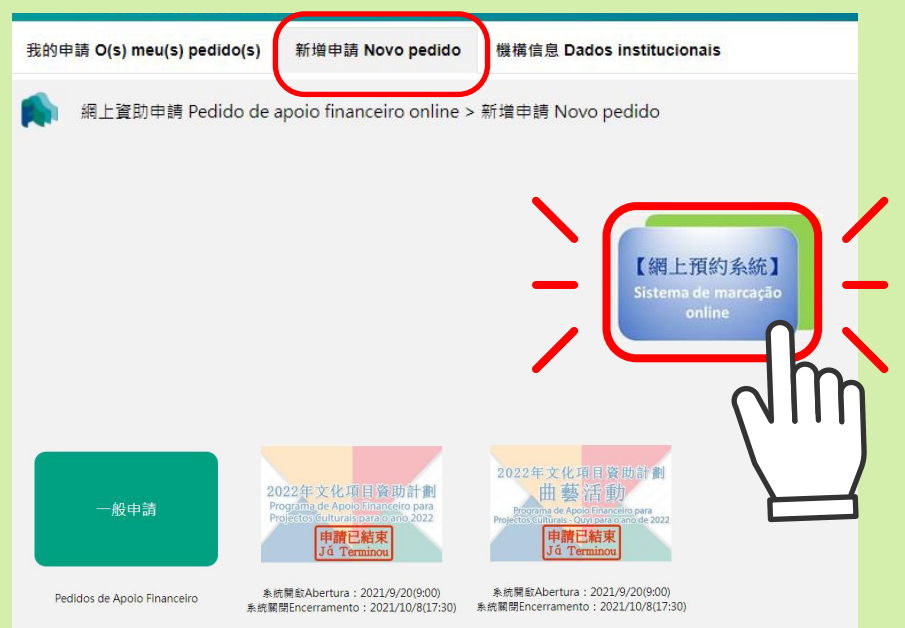 我的申請 O(s) meu(s) pedido(s)
新增申請 Novo pedido
機構信息 Dados institucionais
網上資助申請 Pedido de apoio financeiro online > 新增申請 Novo pedido
【網上預約系統】
Sistema de marcação
online
一般申請
Pedidos de Apoio Financeiro
2022年文化項目資助計劃
Programa de Apoio Financeiro para
Projectos Culturais para o ano 2022
申請已結束
Já Terminou
系統開啟Abertura：2021/9/20(9:00)
系統關閉Encerramento：2021/10/8(17:30)
2022年文化項目資助計劃
曲藝活動
Programa de Apoio Financeiro para
Projectos Culturais - Quyi para o ano de 2022
申請已結束
Já Terminou
系統開啟Abertura：2021/9/20(9:00)
系統關閉Encerramento：2021/10/8(17:30)